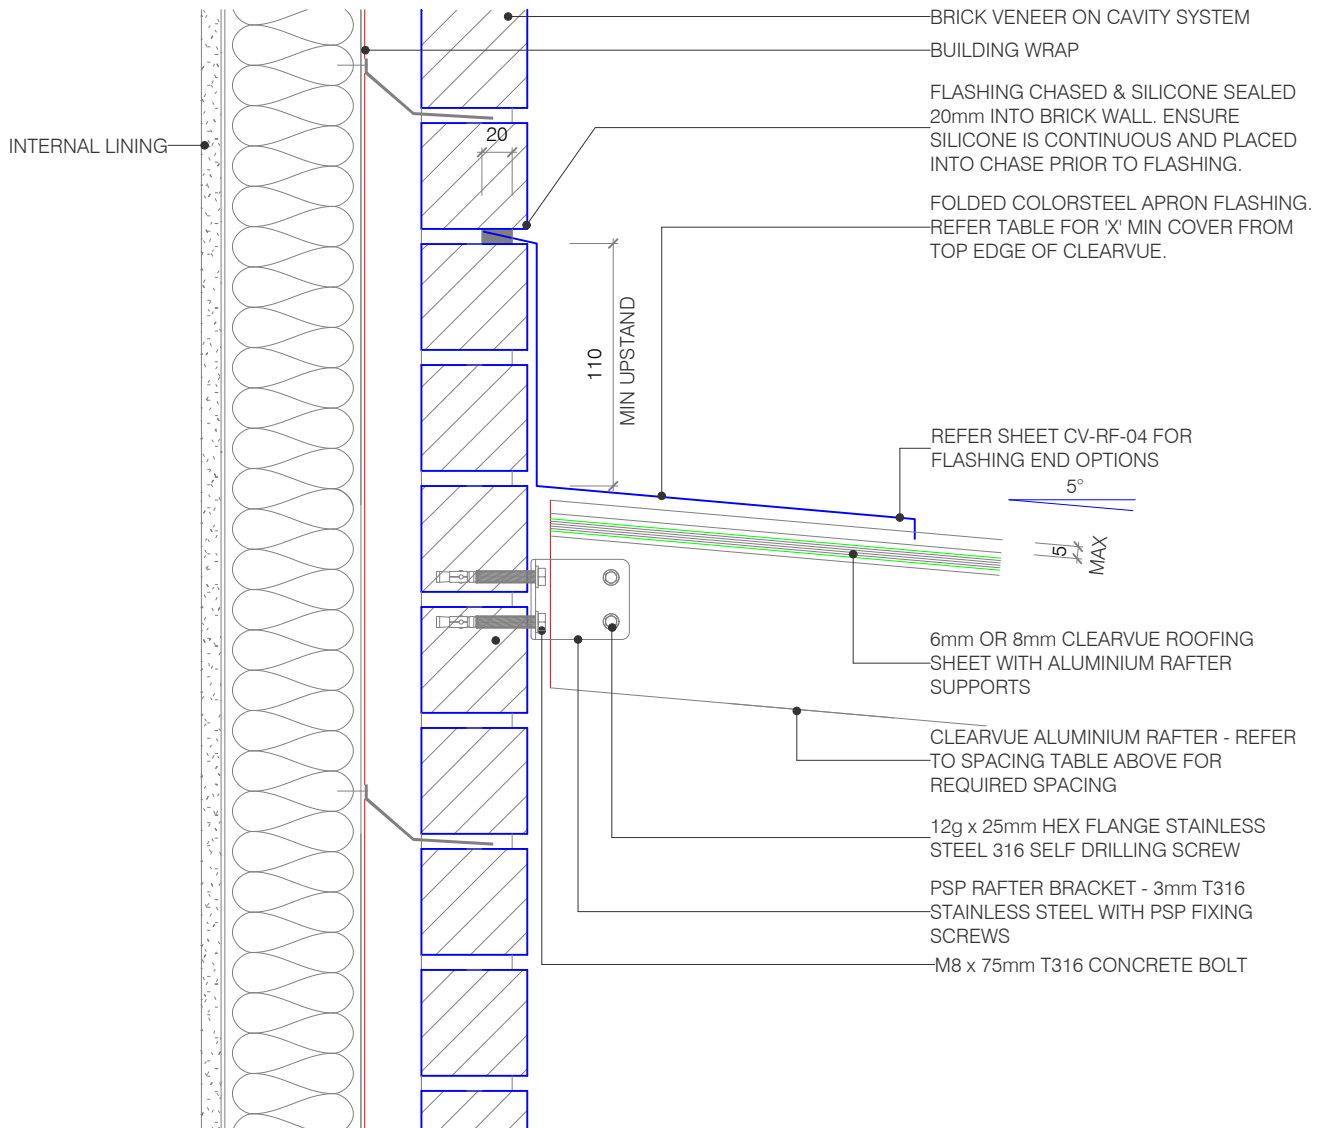 BRICK VENEER ON CAVITY SYSTEM
BUILDING WRAP
FLASHING CHASED & SILICONE SEALED
20mm INTO BRICK WALL. ENSURE
SILICONE IS CONTINUOUS AND PLACED
INTO CHASE PRIOR TO FLASHING.
20
INTERNAL LINING
FOLDED COLORSTEEL APRON FLASHING.
REFER TABLE FOR 'X' MIN COVER FROM
TOP EDGE OF CLEARVUE.
110
MIN UPSTAND
REFER SHEET CV-RF-04 FOR
FLASHING END OPTIONS
5°
5
MAX
6mm OR 8mm CLEARVUE ROOFING
SHEET WITH ALUMINIUM RAFTER
SUPPORTS
CLEARVUE ALUMINIUM RAFTER - REFER
TO SPACING TABLE ABOVE FOR
REQUIRED SPACING
12g x 25mm HEX FLANGE STAINLESS
STEEL 316 SELF DRILLING SCREW
PSP RAFTER BRACKET - 3mm T316
STAINLESS STEEL WITH PSP FIXING
SCREWS
M8 x 75mm T316 CONCRETE BOLT